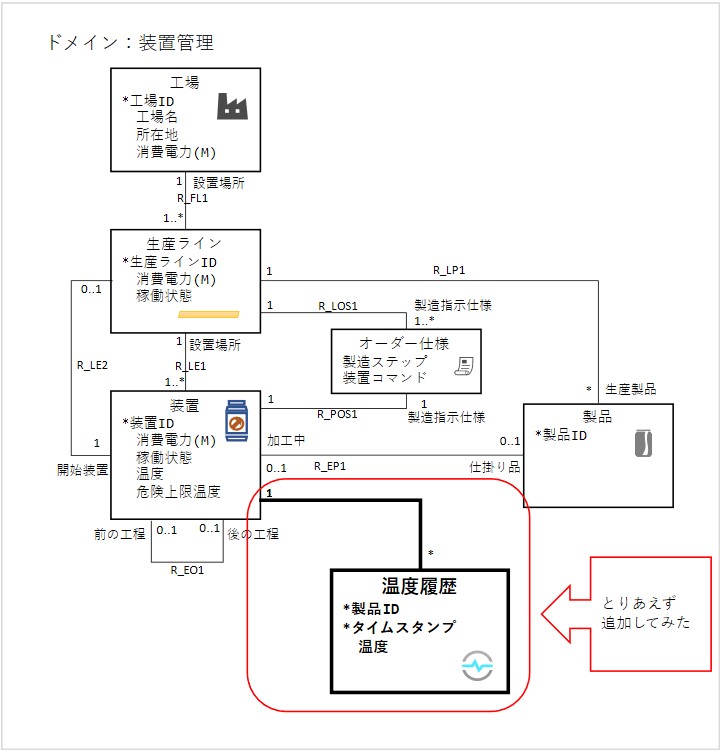 ドメイン：装置管理
工場
*工場ID
工場名
所在地
消費電力(M)
1 設置場所
R_FL1
1..*
生産ライン
*生産ラインID
消費電力(M)
稼働状態
0..1
1
R_LP1
1
R_LOS1
製造指示仕様
1..*
オーダー仕様
製造ステップ
装置コマンド
1 設置場所
R_LE1
1..*
R_LE2
1
開始装置
装置
*装置ID
消費電力(M)
稼働状態
温度
危険上限温度
1
R_POS1
1
製造指示仕様
* 生産製品
製品
*製品ID
加工中
0..1
R_EP1
0..1
仕掛り品
前の工程
0..1
0..1
後の工程
R_EO1
1
*
温度履歴
*製品ID
*タイムスタンプ
温度
とりあえず
追加してみた